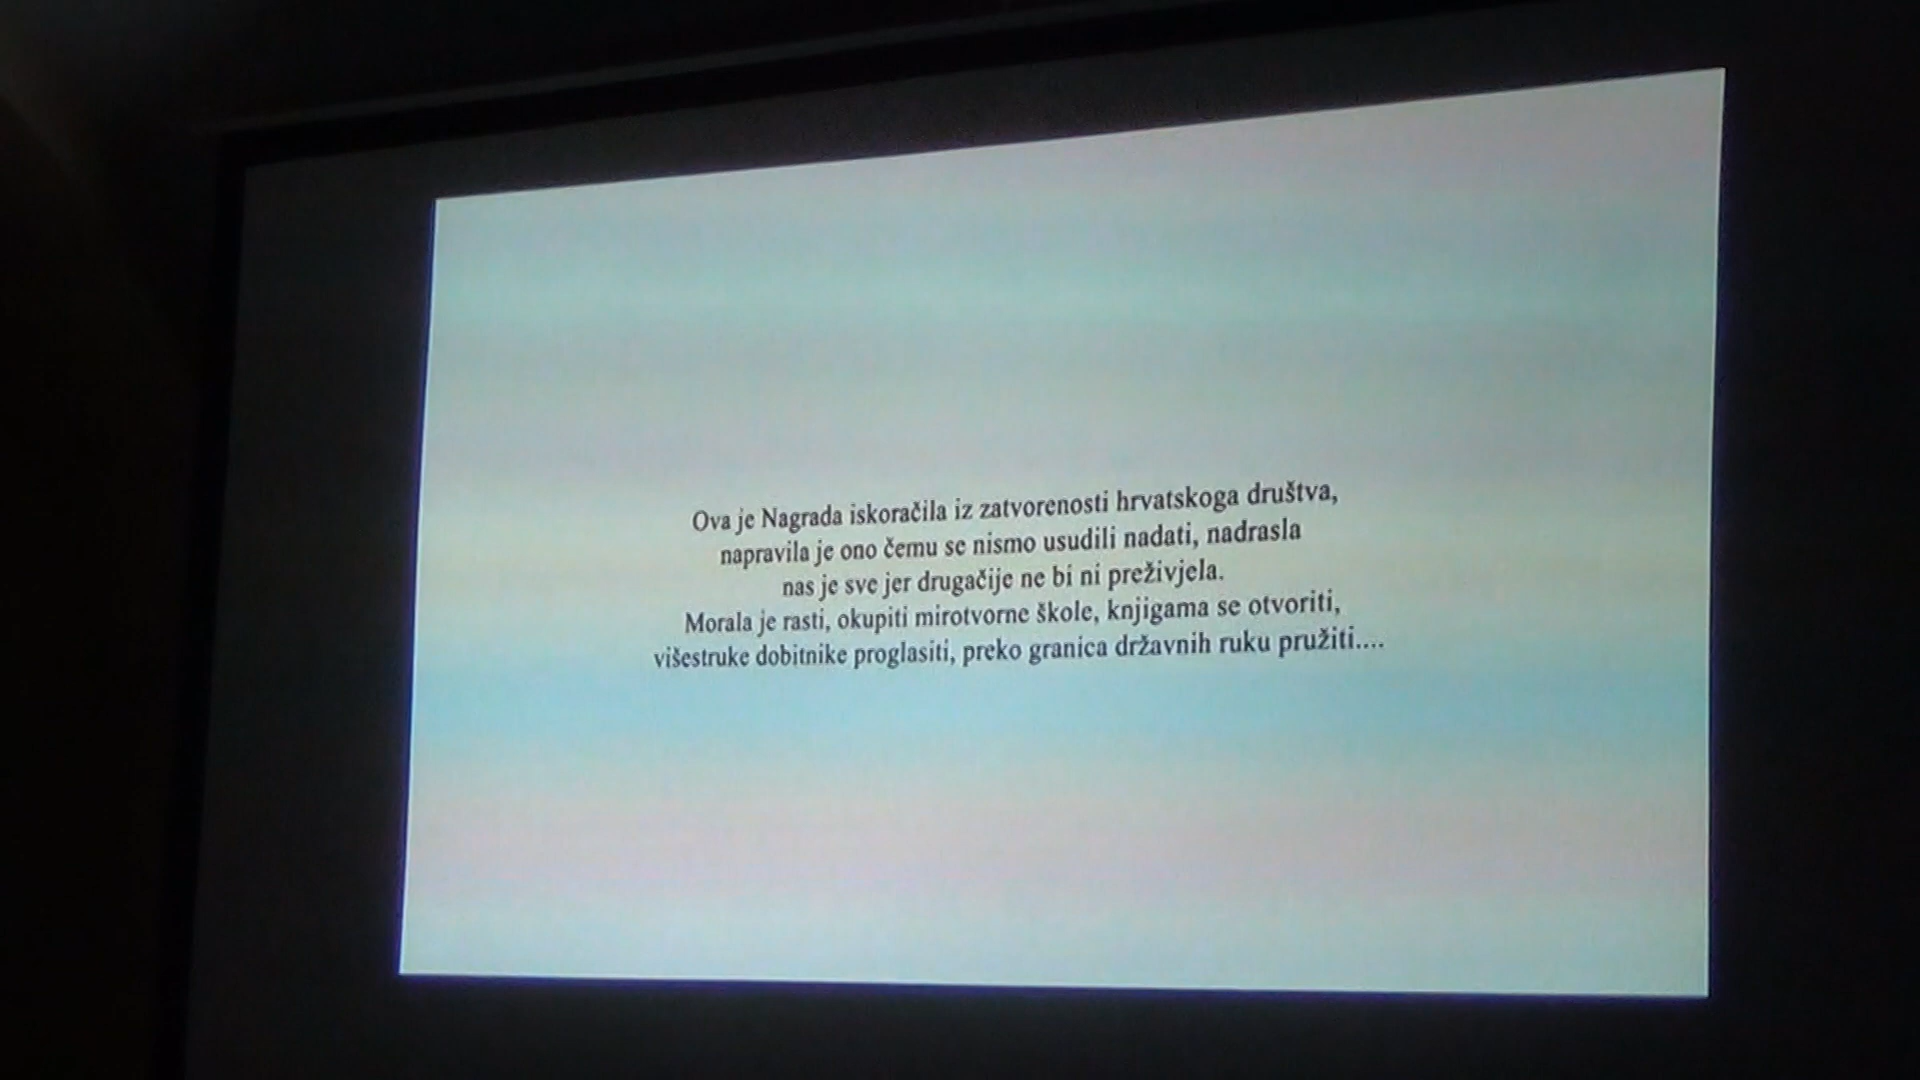 Ova je Nagrada iskoračila iz zatvorenosti hrvatskoga društva,
napravila je ono čemu se nismo usudili nadati, nadrasla
nas je sve jer drugačije ne bi ni preživjela.
Morala je rasti, okupiti mirotvorne škole, knjigama se otvoriti,
višestruke dobitnike proglasiti, preko granica državnih ruku pružiti....